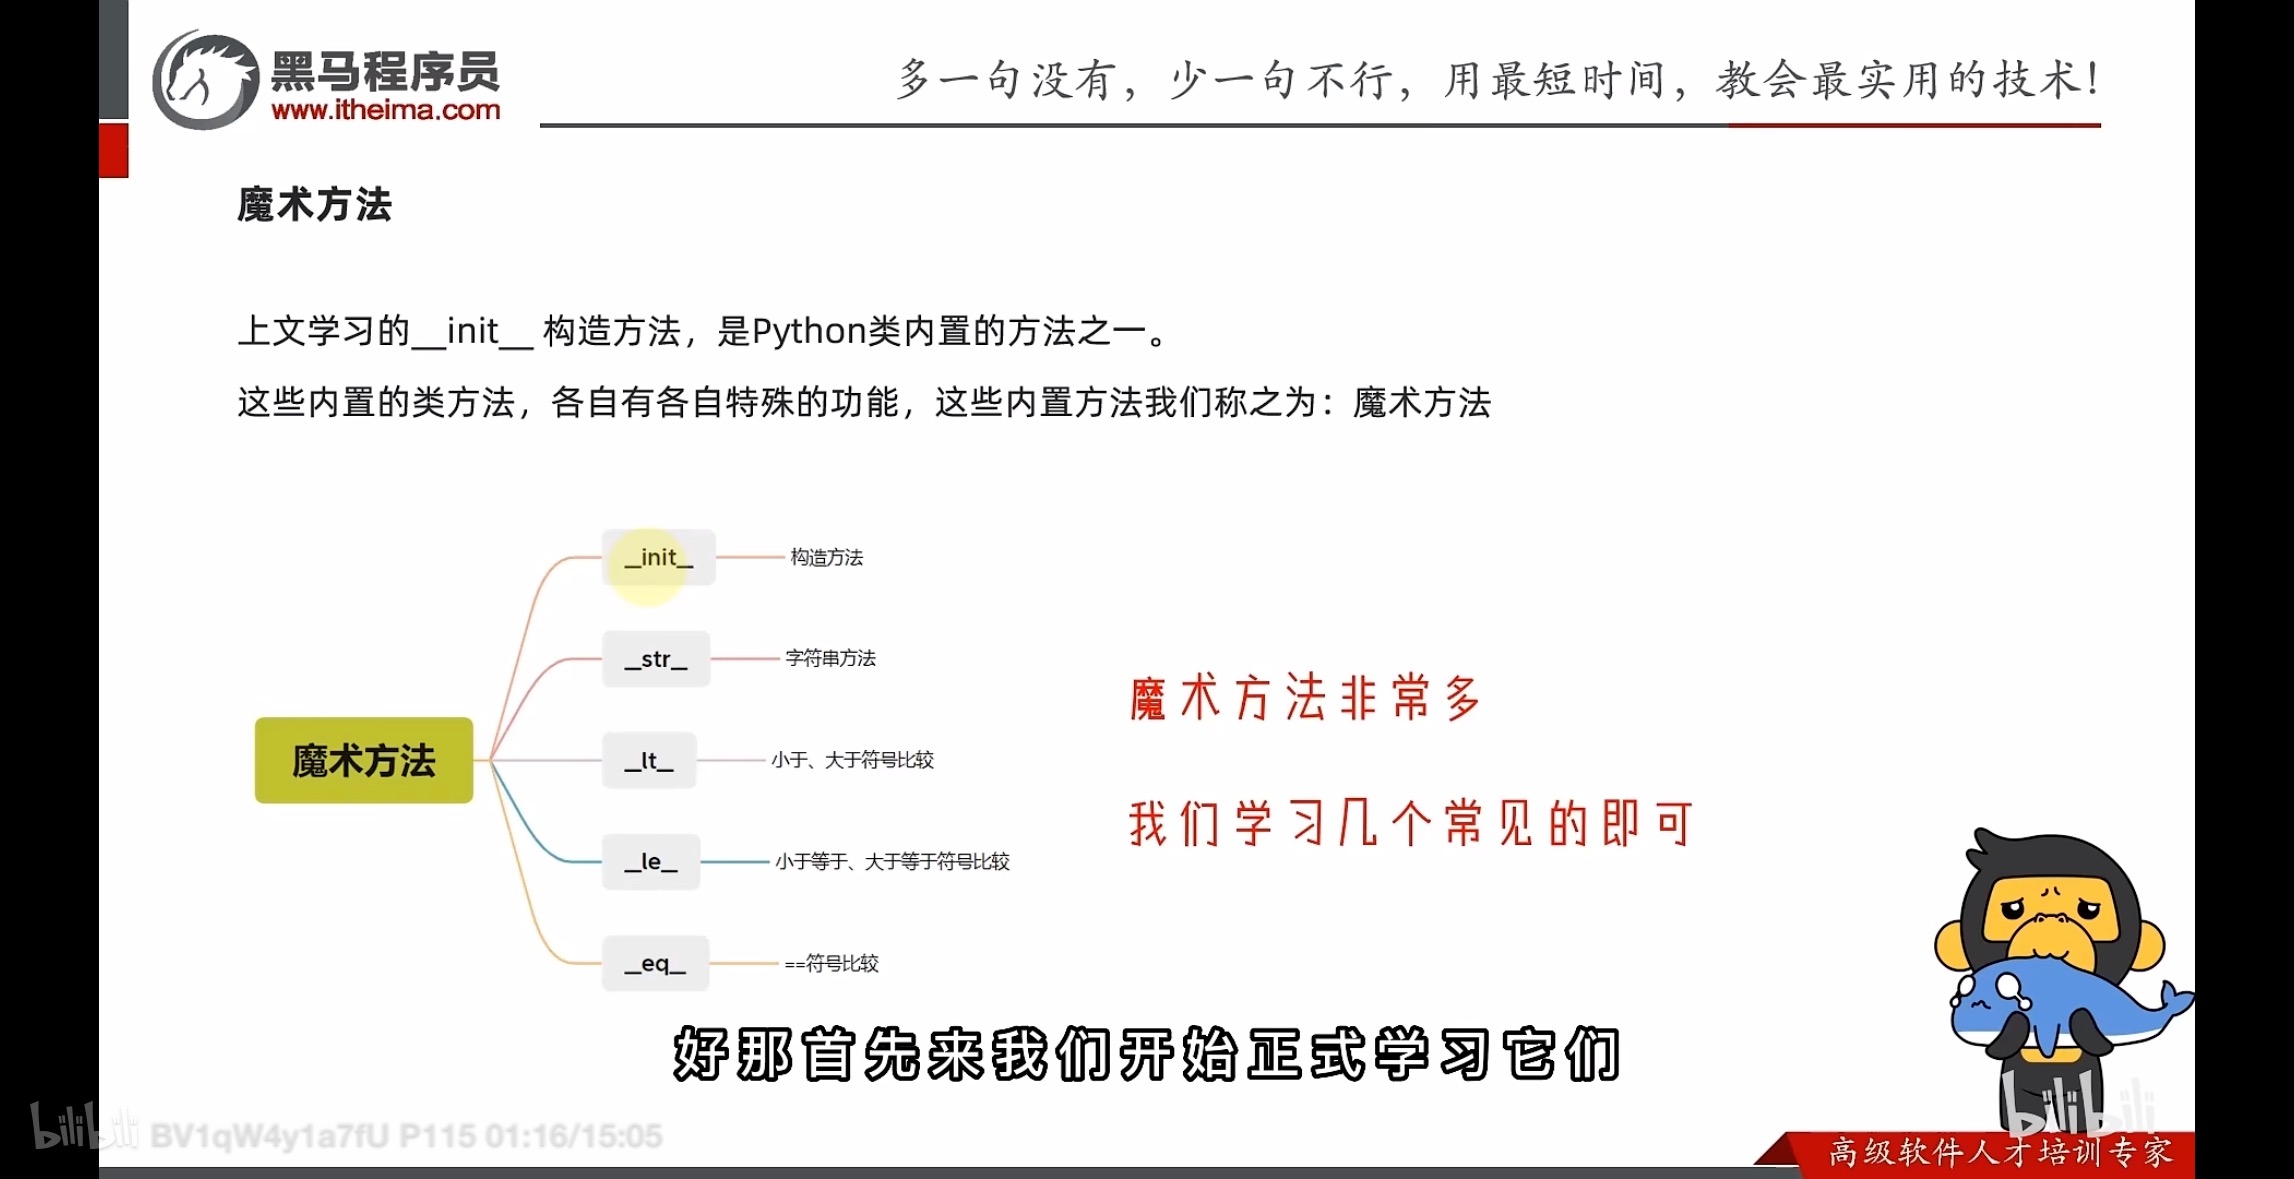 黑马程序员
www.itheima.com
多一句没有，少一句不行，用最短时间，教会最实用的技术！
魔术方法
上文学习的__init__ 构造方法，是Python类内置的方法之一。
这些内置的类方法，各自有各自特殊的功能，这些内置方法我们称之为：魔术方法
魔术方法
__init__ 构造方法
__str__ 字符串方法
__lt__ 小于、大于符号比较
__le__ 小于等于、大于等于符号比较
__eq__ ==符号比较
魔术方法非常多
我们学习几个常见的即可
好那首先来我们开始正式学习它们
bilibili BV1qW4y1a7fU P115 01:16/15:05
bilibili
高级软件人才培训专家